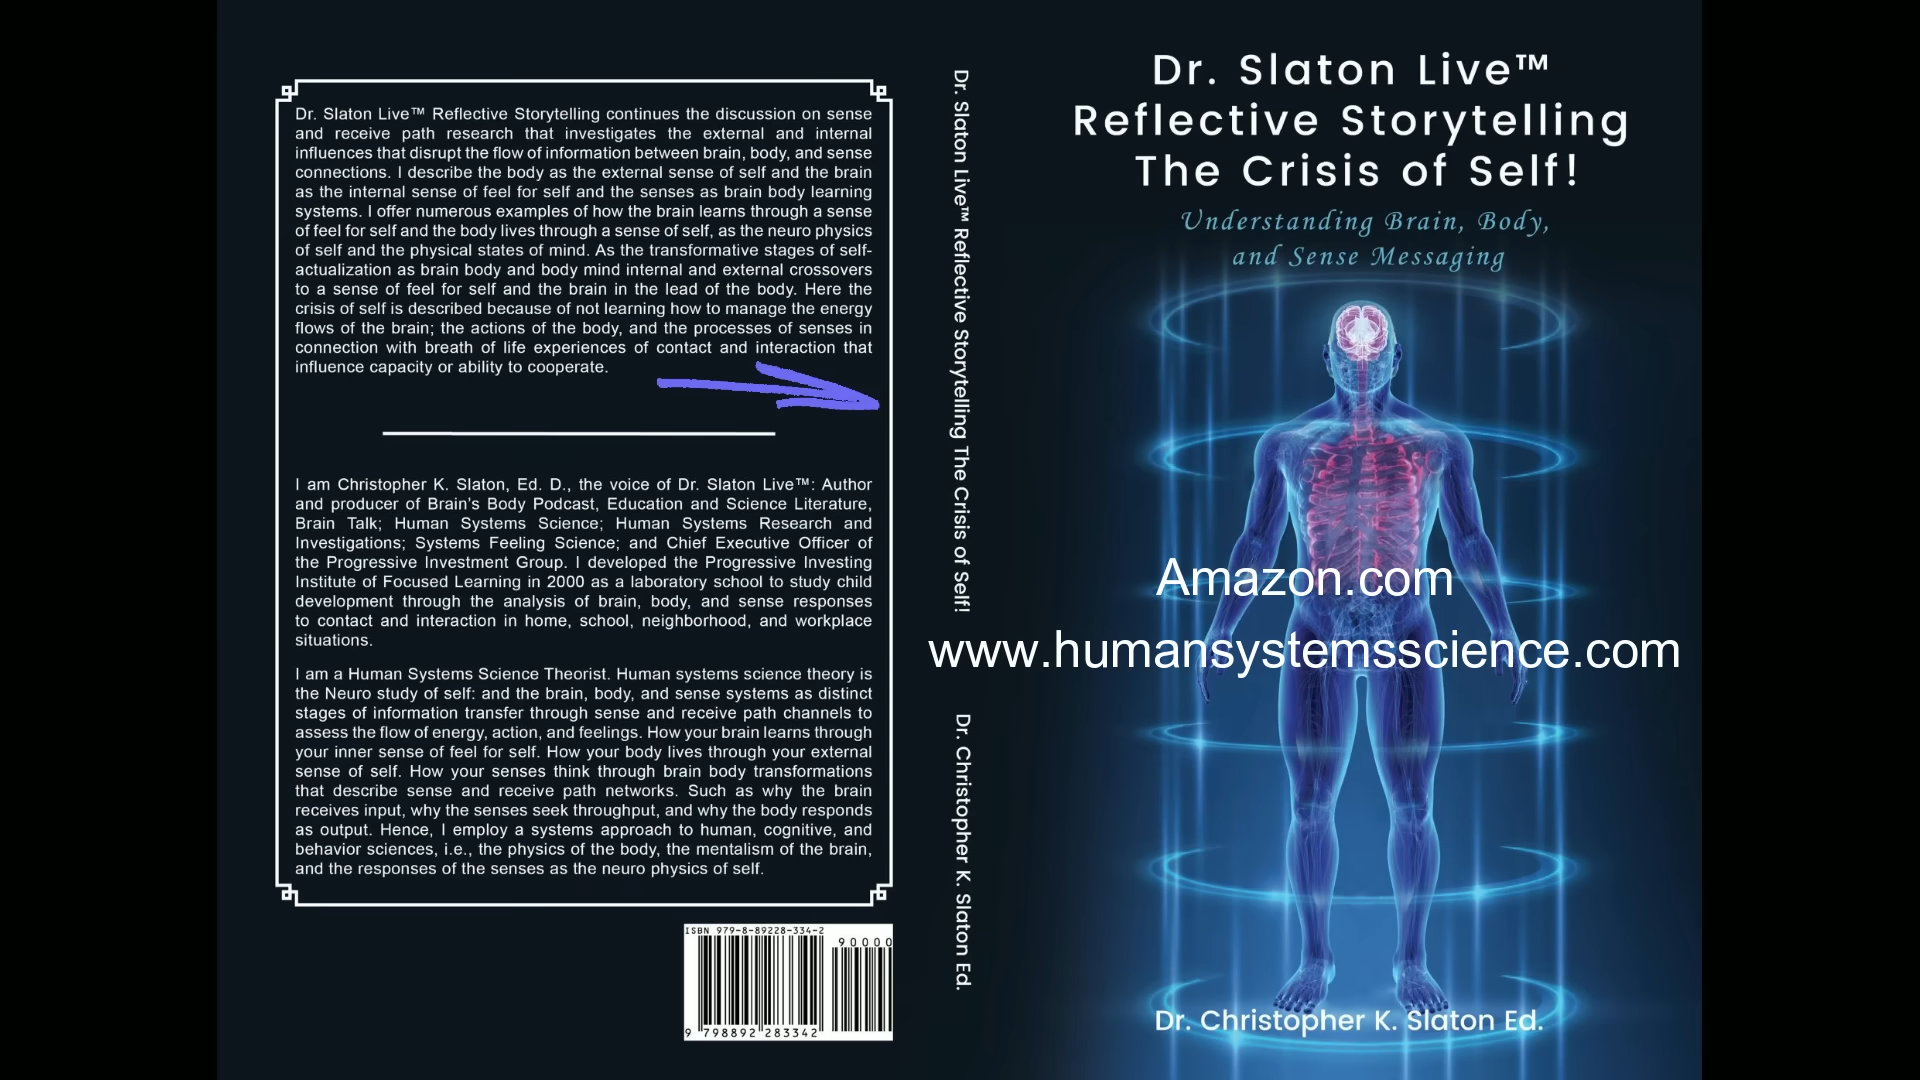 Dr. Slaton Live™ Reflective Storytelling continues the discussion on sense
and receive path research that investigates the external and internal
influences that disrupt the flow of information between brain, body, and sense
connections. I describe the body as the external sense of self and the brain
as the internal sense of feel for self and the senses as brain body learning
systems. I offer numerous examples of how the brain learns through a sense
of feel for self and the body lives through a sense of self, as the neuro physics
of self and the physical states of mind. As the transformative stages of self-
actualization as brain body and body mind internal and external crossovers
to a sense of feel for self and the brain in the lead of the body. Here the
crisis of self is described because of not learning how to manage the energy
flows of the brain; the actions of the body, and the processes of senses in
connection with breath of life experiences of contact and interaction that
influence capacity or ability to cooperate.
I am Christopher K. Slaton, Ed. D., the voice of Dr. Slaton Live™: Author
and producer of Brain's Body Podcast, Education and Science Literature,
Brain Talk; Human Systems Science; Human Systems Research and
Investigations; Systems Feeling Science; and Chief Executive Officer of
the Progressive Investment Group. I developed the Progressive Investing
Institute of Focused Learning in 2000 as a laboratory school to study child
development through the analysis of brain, body, and sense responses
to contact and interaction in home, school, neighborhood, and workplace
situations.
I am a Human Systems Science Theorist. Human systems science theory is
the Neuro study of self: and the brain, body, and sense systems as distinct
stages of information transfer through sense and receive path channels to
assess the flow of energy, action, and feelings. How your brain learns through
your inner sense of feel for self. How your body lives through your external
sense of self. How your senses think through brain body transformations
that describe sense and receive path networks. Such as why the brain
receives input, why the senses seek throughput, and why the body responds
as output. Hence, I employ a systems approach to human, cognitive, and
behavior sciences, i.e., the physics of the body, the mentalism of the brain,
and the responses of the senses as the neuro physics of self.
ISBN 979-8-89228-334-2
90000
9 798892 283342
Dr. Slaton Live™ Reflective Storytelling The Crisis of Self!
Dr. Christopher K. Slaton Ed.
Dr. Slaton Live™
Reflective Storytelling
The Crisis of Self!
Understanding Brain, Body,
and Sense Messaging
Amazon.com
www.humansystemsscience.com
Dr. Christopher K. Slaton Ed.